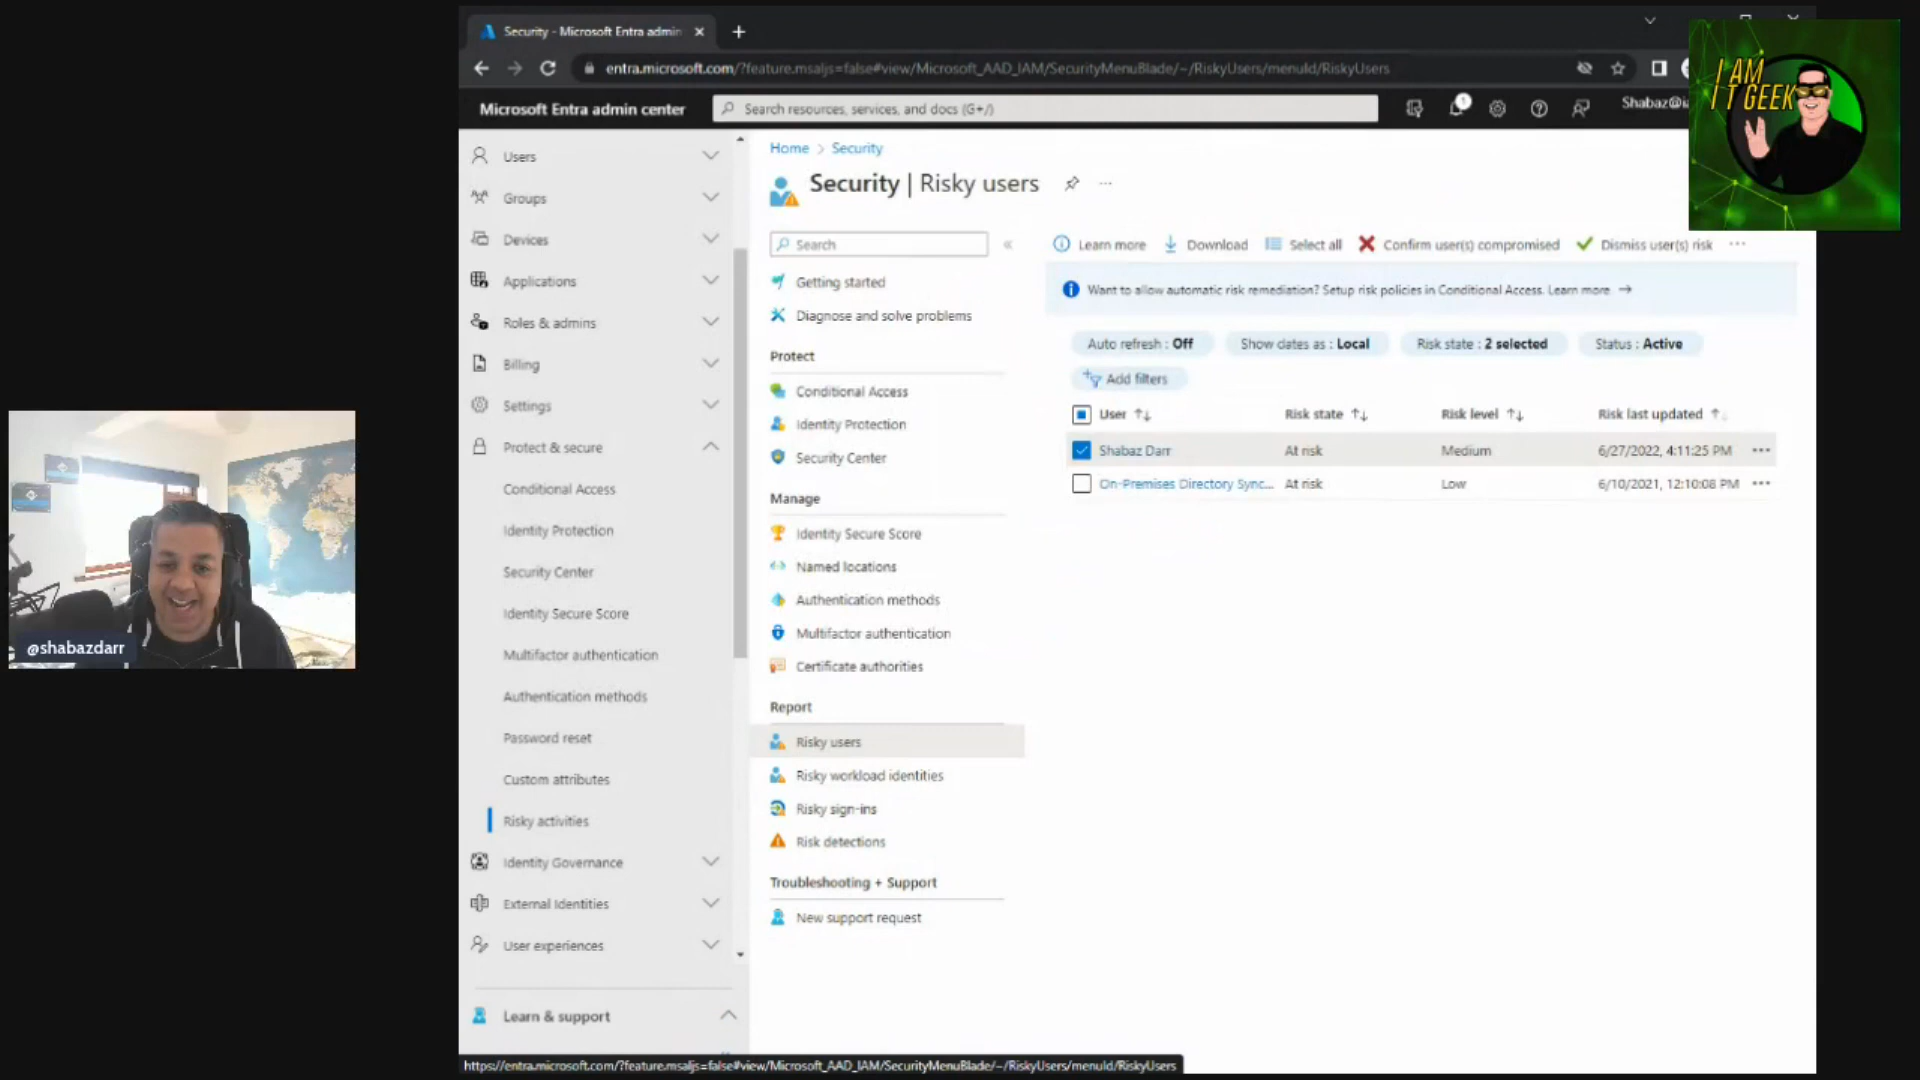 Security - Microsoft Entra admin
entra.microsoft.com/?feature.msaljs=false#view/Microsoft_AAD_IAM/SecurityMenuBlade/~/RiskyUsers/menuId/RiskyUsers
Microsoft Entra admin center
Search resources, services, and docs (G+/)
1
Shabaz@i
I AM
I T GEEK
Users
Groups
Devices
Applications
Roles & admins
Billing
Settings
Protect & secure
Conditional Access
Identity Protection
Security Center
Identity Secure Score
Multifactor authentication
Authentication methods
Password reset
Custom attributes
Risky activities
Identity Governance
External Identities
User experiences
Learn & support
Home > Security
Security | Risky users
Search
Getting started
Diagnose and solve problems
Protect
Conditional Access
Identity Protection
Security Center
Manage
Identity Secure Score
Named locations
Authentication methods
Multifactor authentication
Certificate authorities
Report
Risky users
Risky workload identities
Risky sign-ins
Risk detections
Troubleshooting + Support
New support request
Learn more Download Select all Confirm user(s) compromised Dismiss user(s) risk ...
Want to allow automatic risk remediation? Setup risk policies in Conditional Access. Learn more →
Auto refresh : Off Show dates as : Local Risk state : 2 selected Status : Active
Add filters
User Risk state Risk level Risk last updated
Shabaz Darr At risk Medium 6/27/2022, 4:11:25 PM ...
On-Premises Directory Sync... At risk Low 6/10/2021, 12:10:08 PM ...
@shabazdarr
https://entra.microsoft.com/?feature.msaljs=false#view/Microsoft_AAD_IAM/SecurityMenuBlade/~/RiskyUsers/menuId/RiskyUsers